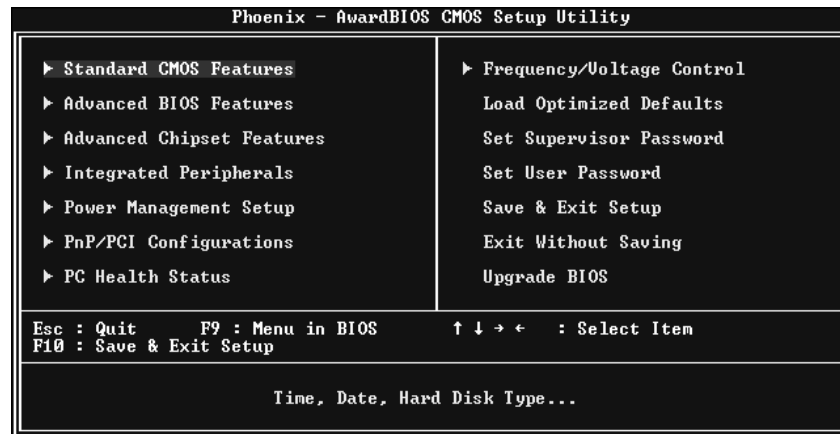 Phoenix - AwardBIOS CMOS Setup Utility
▶ Standard CMOS Features
▶ Advanced BIOS Features
▶ Advanced Chipset Features
▶ Integrated Peripherals
▶ Power Management Setup
▶ PnP/PCI Configurations
▶ PC Health Status
▶ Frequency/Voltage Control
Load Optimized Defaults
Set Supervisor Password
Set User Password
Save & Exit Setup
Exit Without Saving
Upgrade BIOS
Esc : Quit F9 : Menu in BIOS ↑ ↓ → ← : Select Item
F10 : Save & Exit Setup
Time, Date, Hard Disk Type...